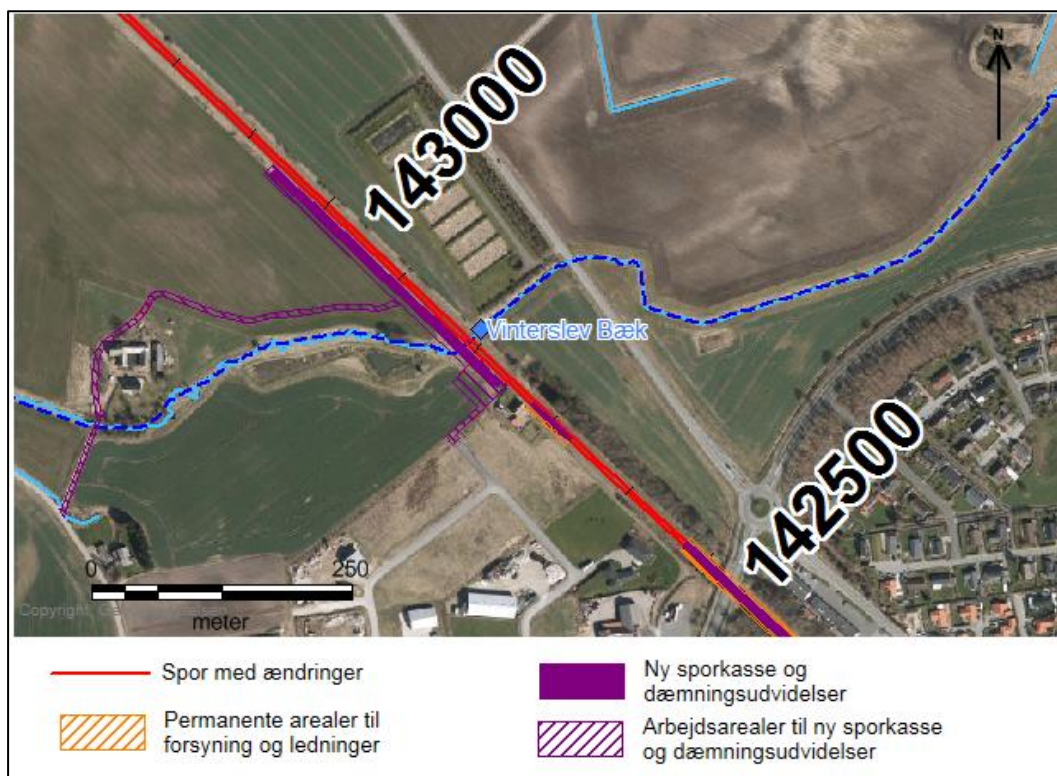 N
143000
Vinterslev Bæk
142500
0 250
meter
Copyright,
Spor med ændringer
Permanente arealer til
forsyning og ledninger
Ny sporkasse og
dæmningsudvidelser
Arbejdsarealer til ny sporkasse
og dæmningsudvidelser